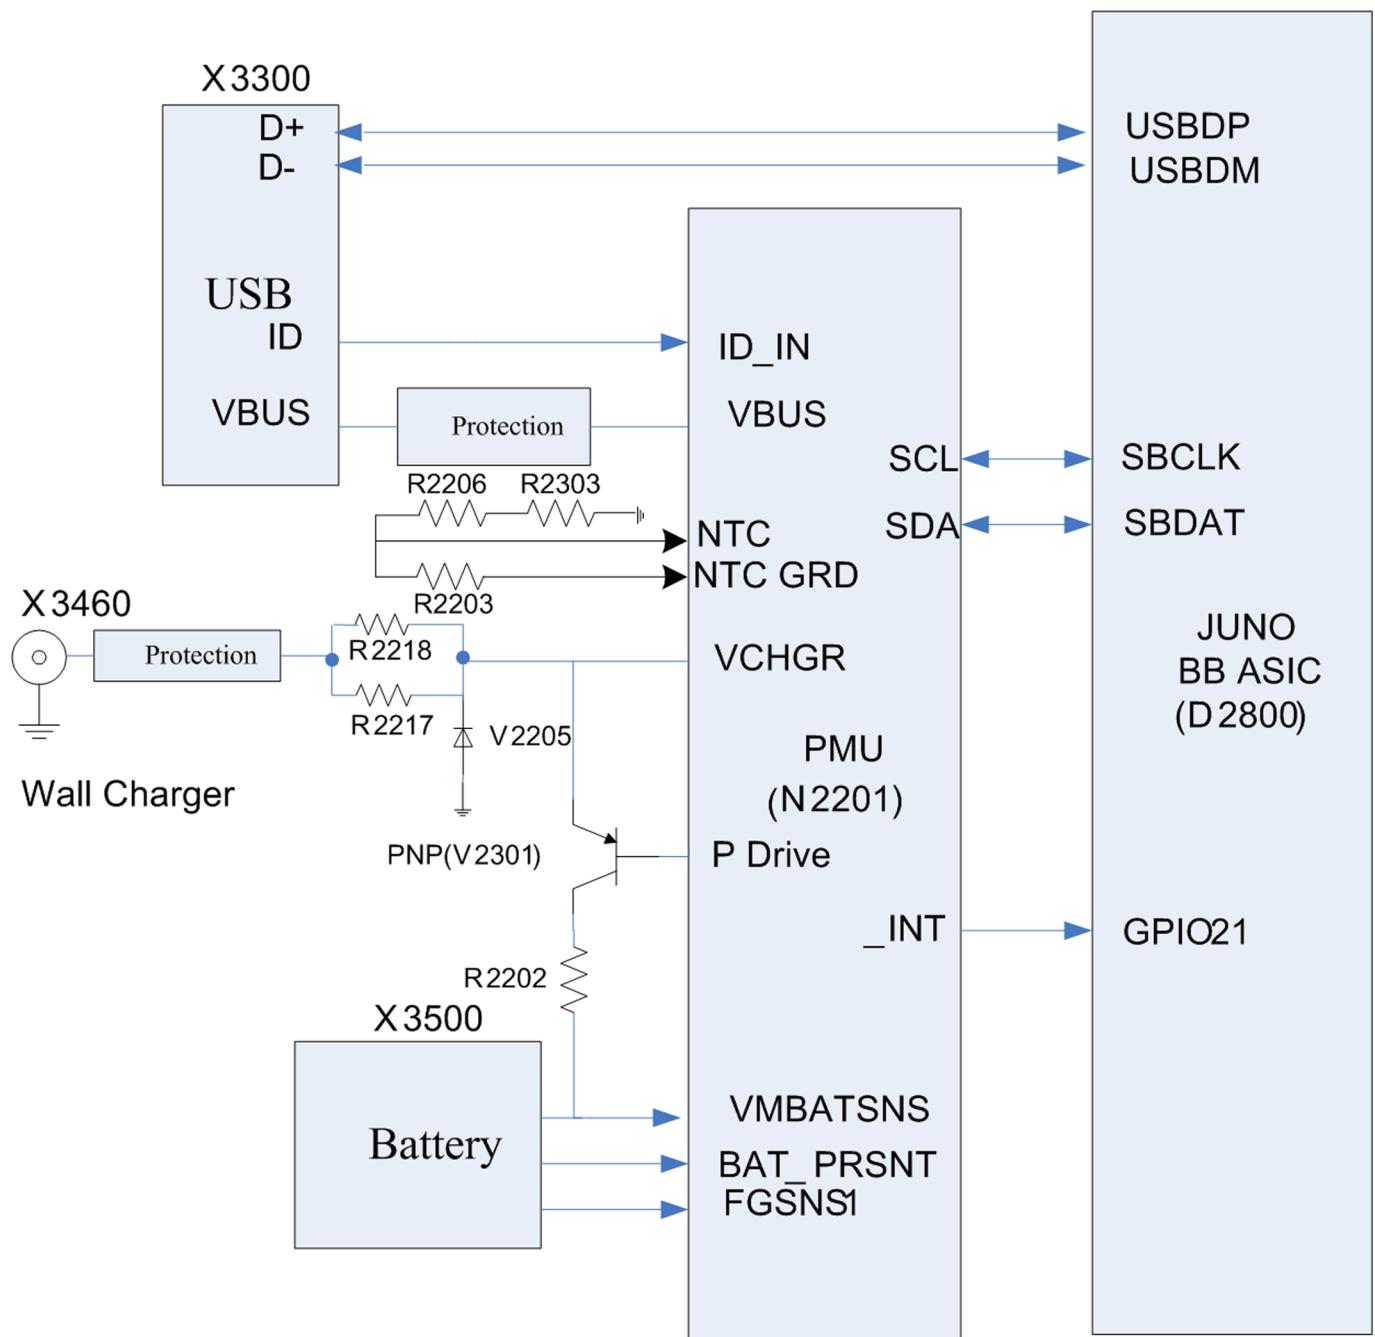 X3300
D+
D-
USB
ID
VBUS
USBDP
USBDM
ID_IN
Protection
VBUS
SCL
SBCLK
R2206
R2303
SDA
SBDAT
NTC
NTC GRD
R2203
X3460
Protection
R2218
R2217
VCHGR
JUNO
BB ASIC
(D2800)
V2205
PMU
(N2201)
Wall Charger
PNP(V2301)
P Drive
_INT
GPIO21
R2202
X3500
Battery
VMBATSNS
BAT_PRSNT
FGSNS1